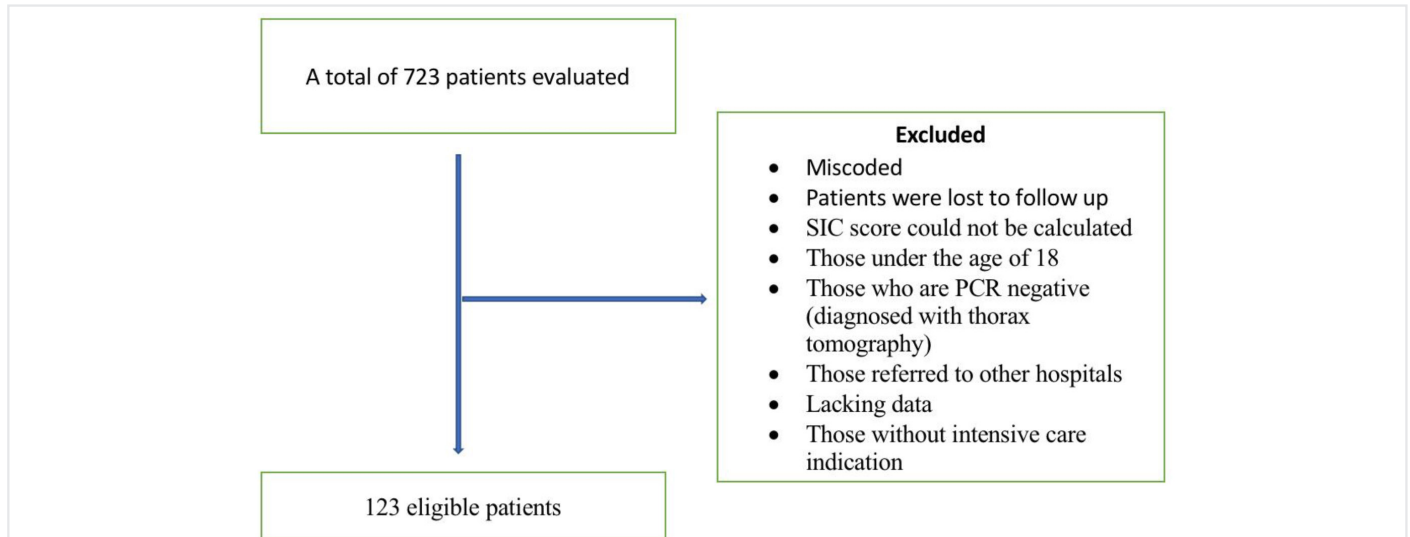 A total of 723 patients evaluated
Excluded
• Miscoded
• Patients were lost to follow up
• SIC score could not be calculated
• Those under the age of 18
• Those who are PCR negative
(diagnosed with thorax
tomography)
• Those referred to other hospitals
• Lacking data
• Those without intensive care
indication
123 eligible patients